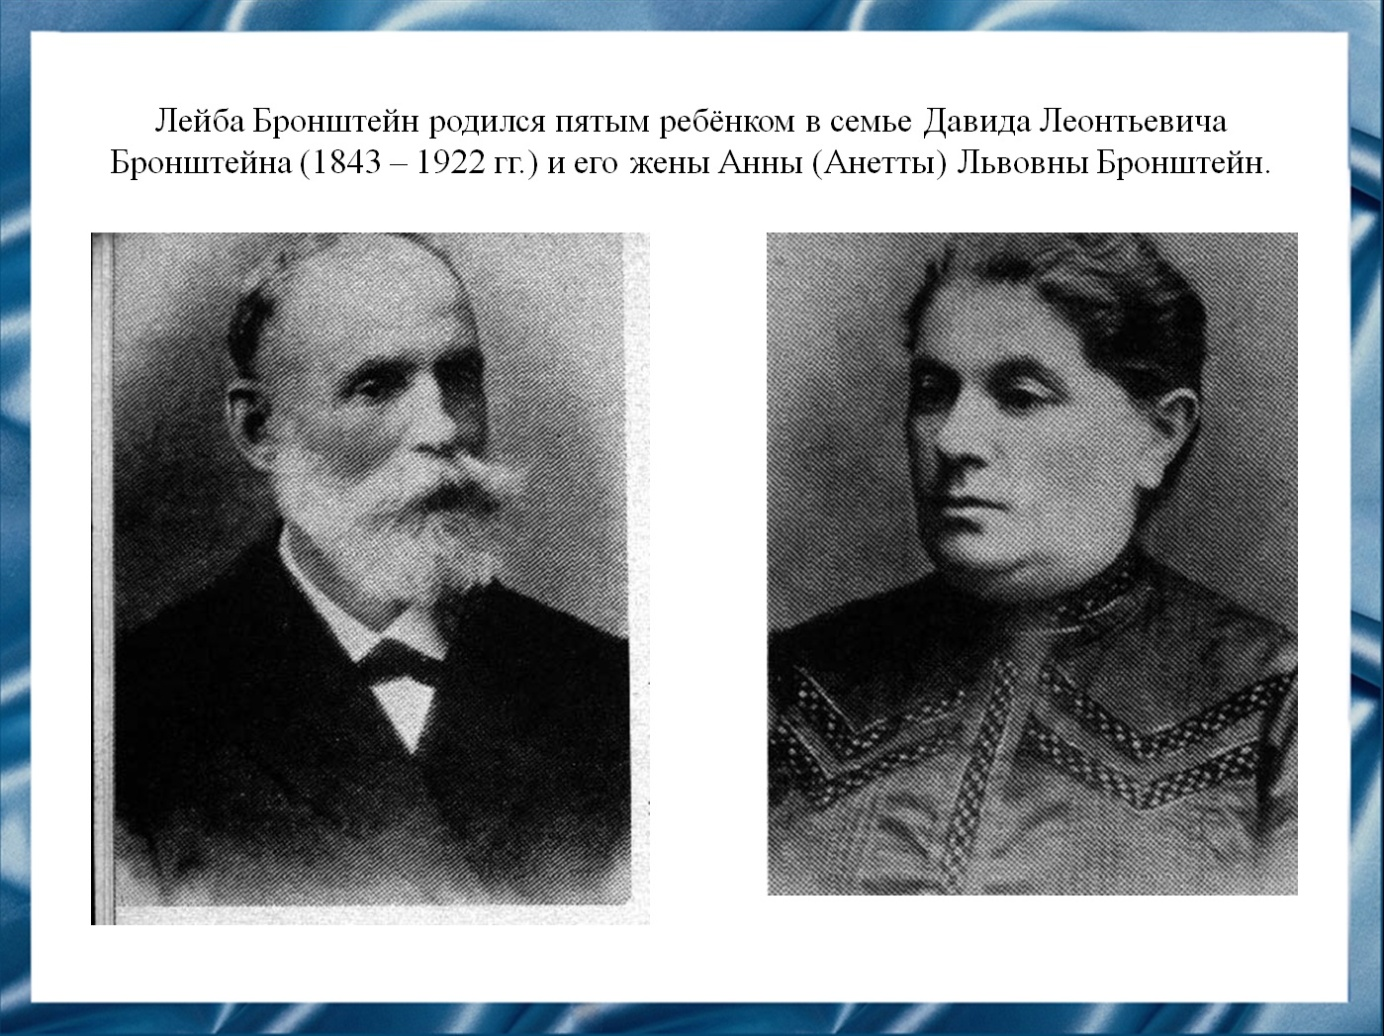 Лейба Бронштейн родился пятым ребёнком в семье Давида Леонтьевича
Бронштейна (1843 – 1922 гг.) и его жены Анны (Анетты) Львовны Бронштейн.